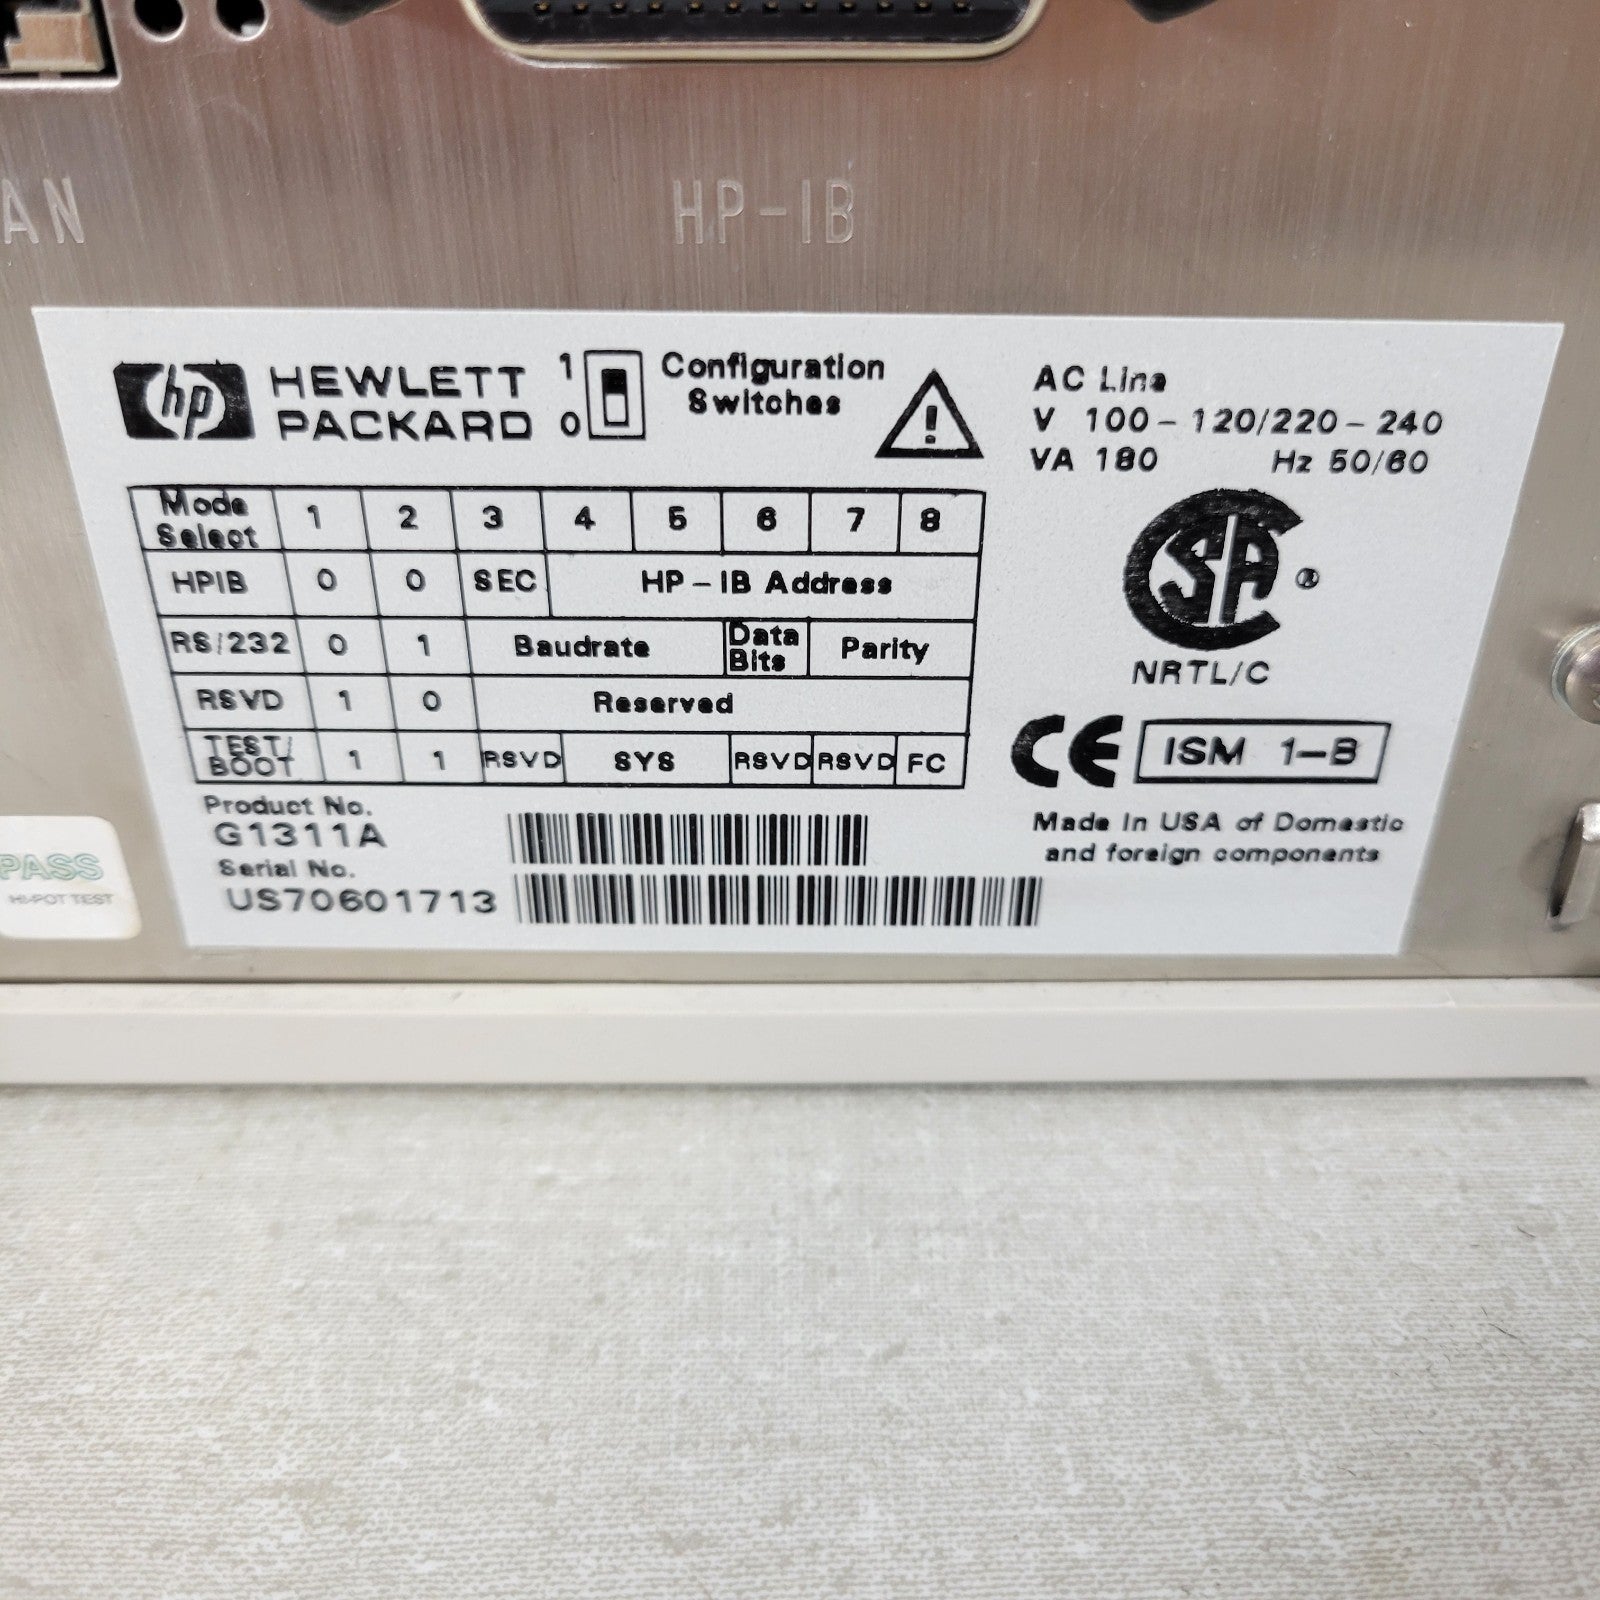 AN
HP-IB
hp HEWLETT PACKARD
1
0
Configuration
Switches
AC Line
V 100-120/220-240
VA 180 Hz 50/60
Mode Select 1 2 3 4 5 6 7 8
HPIB 0 0 SEC HP-IB Address
RS/232 0 1 Baudrate Data Bits Parity
RSVD 1 0 Reserved
TEST/BOOT 1 1 RSVD SYS RSVD RSVD FC
SA ®
NRTL/C
CE ISM 1-B
Product No.
G1311A
Serial No.
US70601713
Made in USA of Domestic
and foreign components
PASS
HI-POT TEST